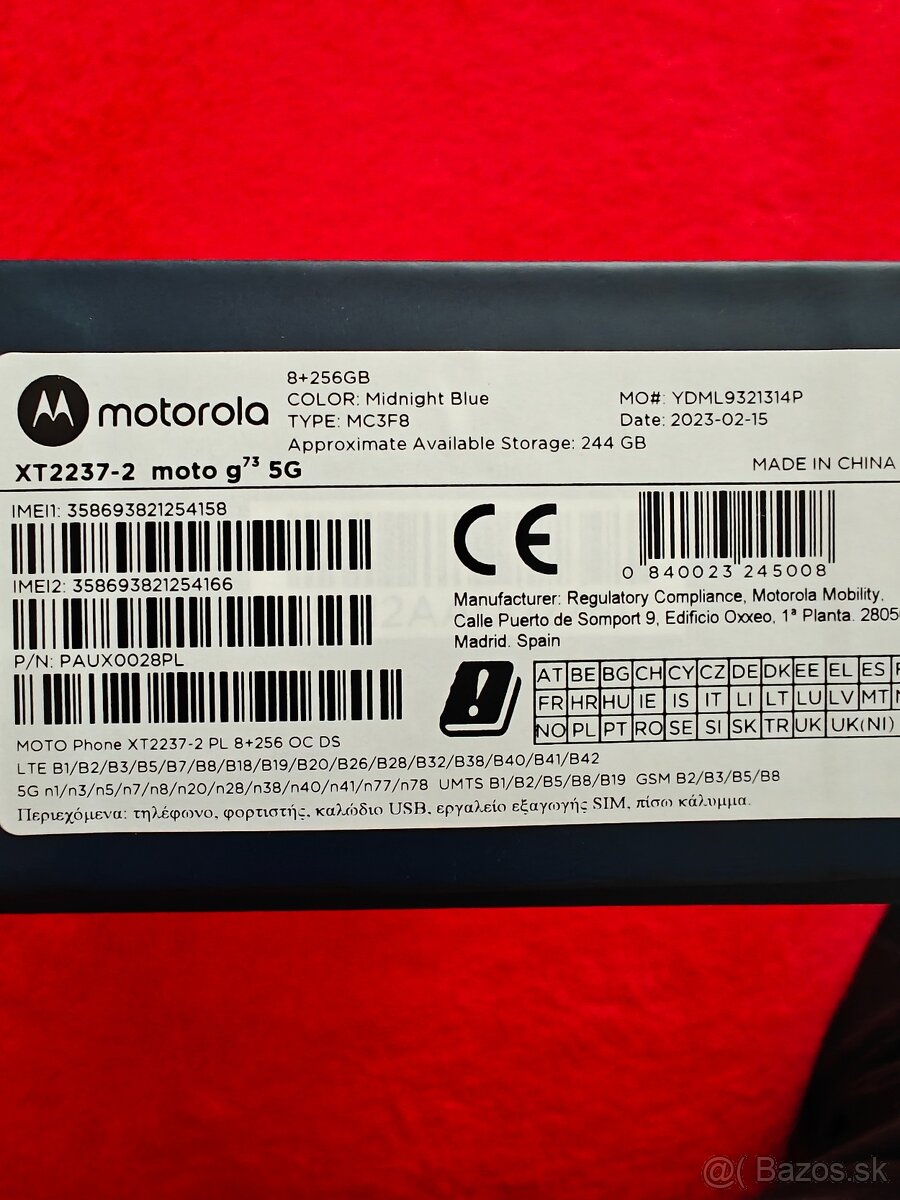 motorola
8+256GB
COLOR: Midnight Blue
TYPE: MC3F8
Approximate Available Storage: 244 GB
MO#: YDML9321314P
Date: 2023-02-15
XT2237-2 moto g73 5G
MADE IN CHINA
IMEI1: 358693821254158
IMEI2: 358693821254166
P/N: PAUX0028PL
CE
0 840023 245008
Manufacturer: Regulatory Compliance, Motorola Mobility,
Calle Puerto de Somport 9, Edificio Oxxeo, 1ª Planta. 2805
Madrid. Spain
AT BE BG CH CY CZ DE DK EE EL ES
FR HR HU IE IS IT LI LT LU LV MT
NO PL PT RO SE SI SK TR UK UK(NI)
MOTO Phone XT2237-2 PL 8+256 OC DS
LTE B1/B2/B3/B5/B7/B8/B18/B19/B20/B26/B28/B32/B38/B40/B41/B42
5G n1/n3/n5/n7/n8/n20/n28/n38/n40/n41/n77/n78 UMTS B1/B2/B5/B8/B19 GSM B2/B3/B5/B8
Περιεχόμενα: τηλέφωνο, φορτιστής, καλώδιο USB, εργαλείο εξαγωγής SIM, πίσω κάλυμμα.
@( Bazos.sk